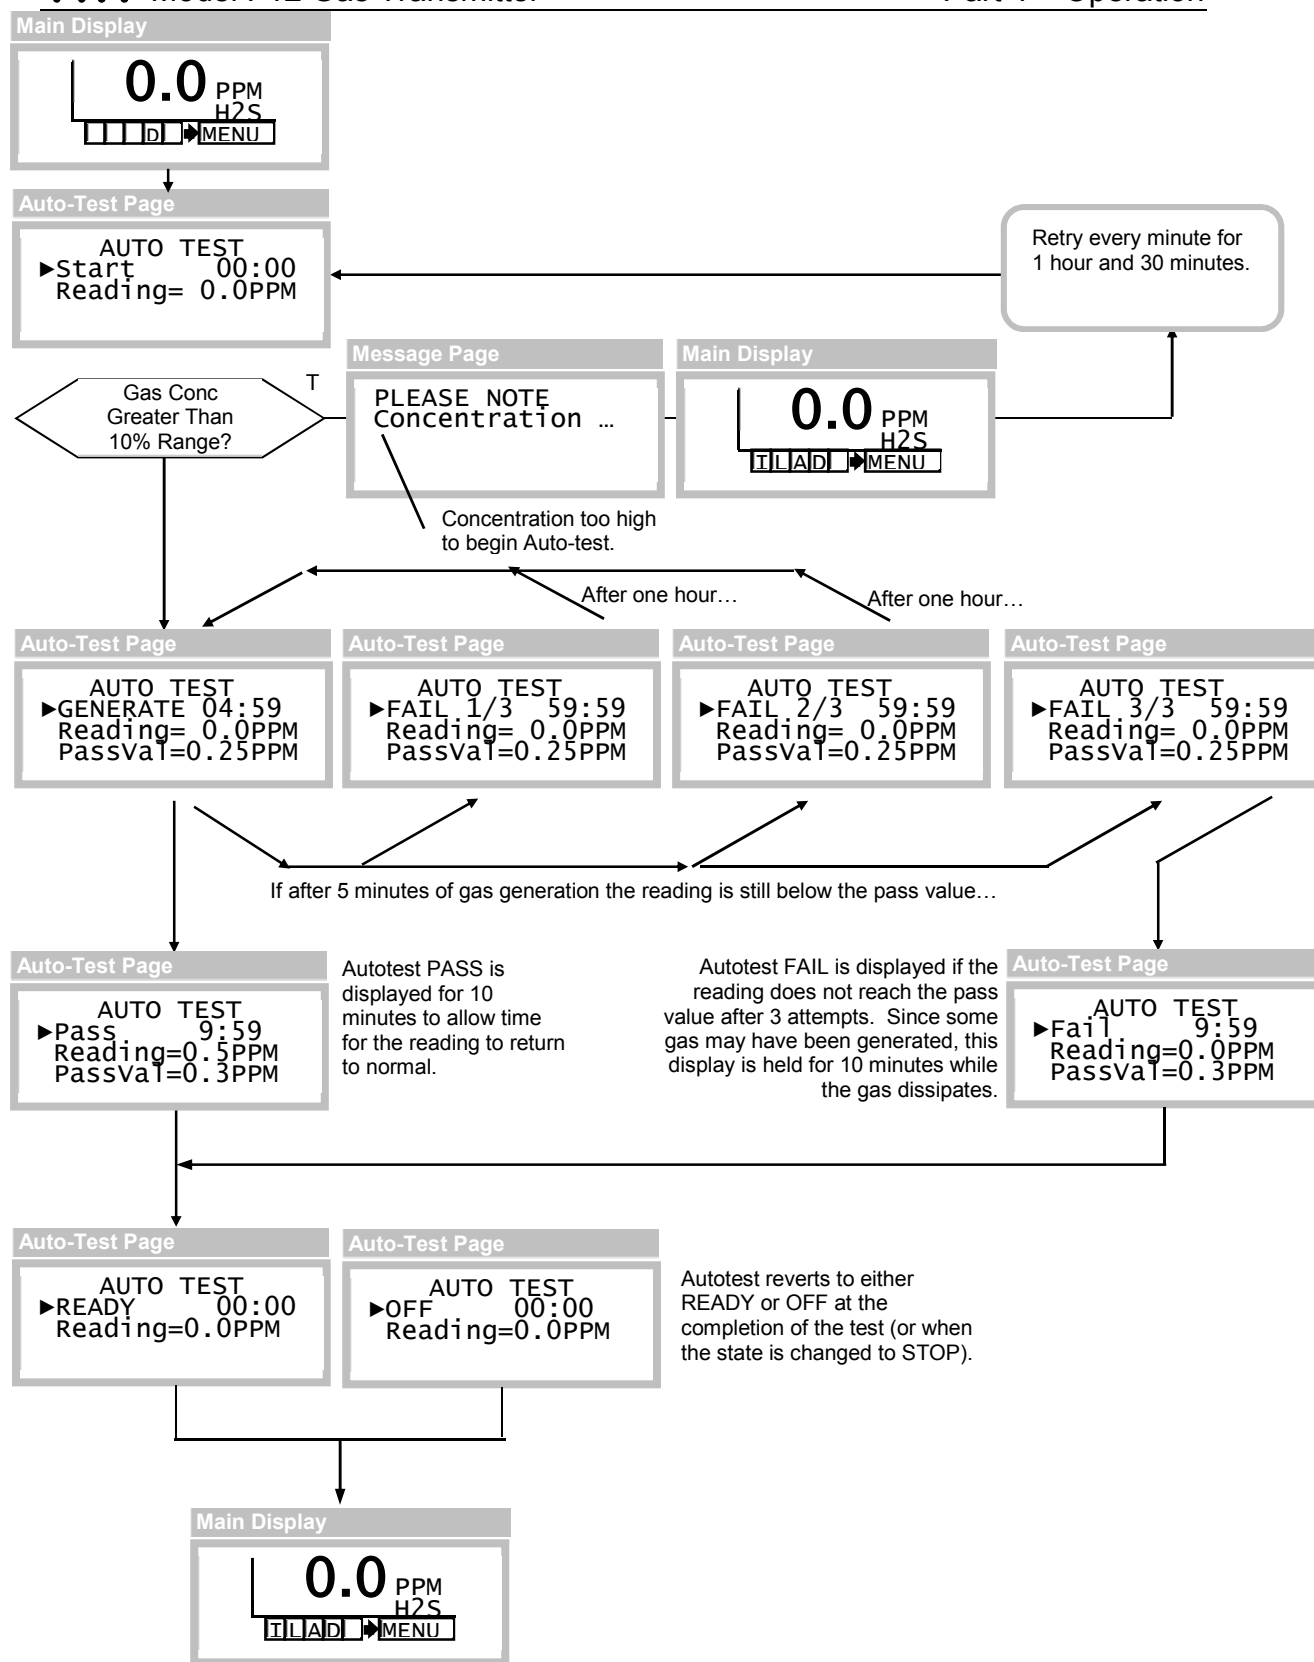 Main Display
0.0 PPM
H2S
D MENU
Auto-Test Page
AUTO TEST
►Start 00:00
Reading= 0.0PPM
Retry every minute for
1 hour and 30 minutes.
Gas Conc
Greater Than
10% Range?
T
Message Page
PLEASE NOTE
Concentration …
Main Display
0.0 PPM
H2S
ILAD MENU
Concentration too high
to begin Auto-test.
After one hour…
After one hour…
Auto-Test Page
AUTO TEST
►GENERATE 04:59
Reading= 0.0PPM
PassVal=0.25PPM
Auto-Test Page
AUTO TEST
►FAIL 1/3 59:59
Reading= 0.0PPM
PassVal=0.25PPM
Auto-Test Page
AUTO TEST
►FAIL 2/3 59:59
Reading= 0.0PPM
PassVal=0.25PPM
Auto-Test Page
AUTO TEST
►FAIL 3/3 59:59
Reading= 0.0PPM
PassVal=0.25PPM
If after 5 minutes of gas generation the reading is still below the pass value…
Auto-Test Page
AUTO TEST
►Pass 9:59
Reading=0.5PPM
PassVal=0.3PPM
Autotest PASS is
displayed for 10
minutes to allow time
for the reading to return
to normal.
Autotest FAIL is displayed if the
reading does not reach the pass
value after 3 attempts. Since some
gas may have been generated, this
display is held for 10 minutes while
the gas dissipates.
Auto-Test Page
AUTO TEST
►Fail 9:59
Reading=0.0PPM
PassVal=0.3PPM
Auto-Test Page
AUTO TEST
►READY 00:00
Reading=0.0PPM
Auto-Test Page
AUTO TEST
►OFF 00:00
Reading=0.0PPM
Autotest reverts to either
READY or OFF at the
completion of the test (or when
the state is changed to STOP).
Main Display
0.0 PPM
H2S
ILAD MENU